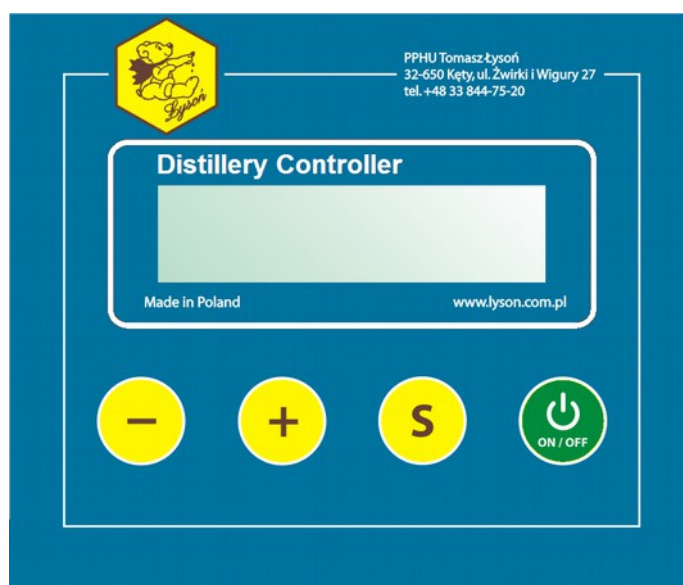 Łysoń
PPHU Tomasz Łysoń
32-650 Kęty, ul. Żwirki i Wigury 27
tel. +48 33 844-75-20
Distillery Controller
Made in Poland
www.lyson.com.pl
− + S
ON / OFF